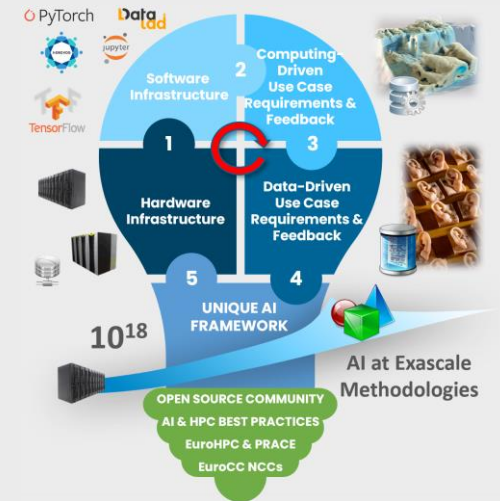 PyTorch
Data
lad
HOROVOD
jupyter
TensorFlow
Software
Infrastructure
2
Computing-
Driven
Use Case
Requirements &
Feedback
1
3
Hardware
Infrastructure
Data-Driven
Use Case
Requirements &
Feedback
5
4
UNIQUE AI
FRAMEWORK
10¹⁸
AI at Exascale
Methodologies
OPEN SOURCE COMMUNITY
AI & HPC BEST PRACTICES
EuroHPC & PRACE
EuroCC NCCs